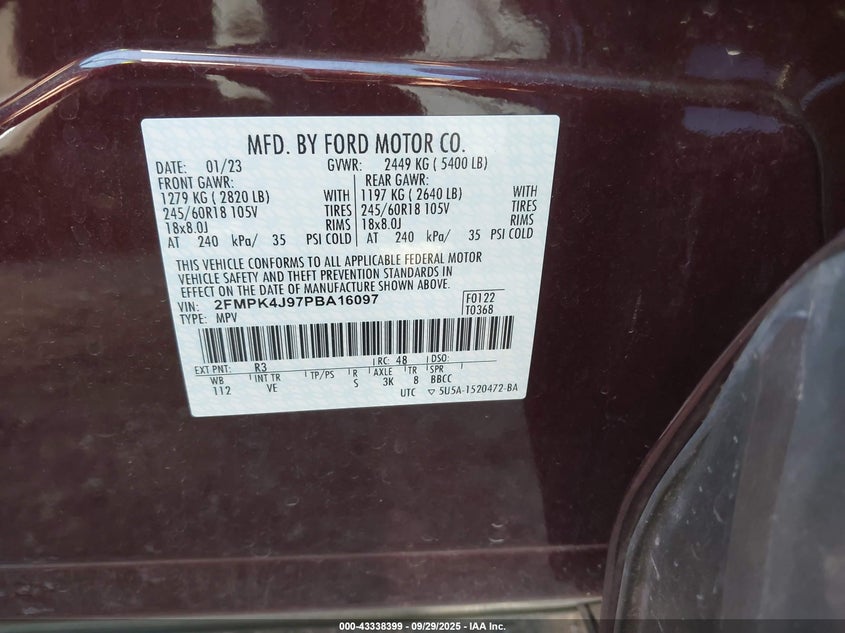 MFD. BY FORD MOTOR CO.
DATE: 01/23 GVWR: 2449 KG ( 5400 LB)
FRONT GAWR: REAR GAWR:
1279 KG ( 2820 LB) WITH 1197 KG ( 2640 LB) WITH
245/60R18 105V TIRES 245/60R18 105V TIRES
18x8.0J RIMS 18x8.0J RIMS
AT 240 kPa/ 35 PSI COLD AT 240 kPa/ 35 PSI COLD
THIS VEHICLE CONFORMS TO ALL APPLICABLE FEDERAL MOTOR
VEHICLE SAFETY AND THEFT PREVENTION STANDARDS IN
EFFECT ON THE DATE OF MANUFACTURE SHOWN ABOVE.
VIN: 2FMPK4J97PBA16097 F0122
TYPE: MPV T0368
EXT PNT: R3 RC: 48 DSO:
WB INT TR TP/PS R AXLE TR SPR
112 VE S 3K 8 BBCC
UTC ▽ 5U5A-1520472-BA
000-43338399 - 09/29/2025 - IAA Inc.